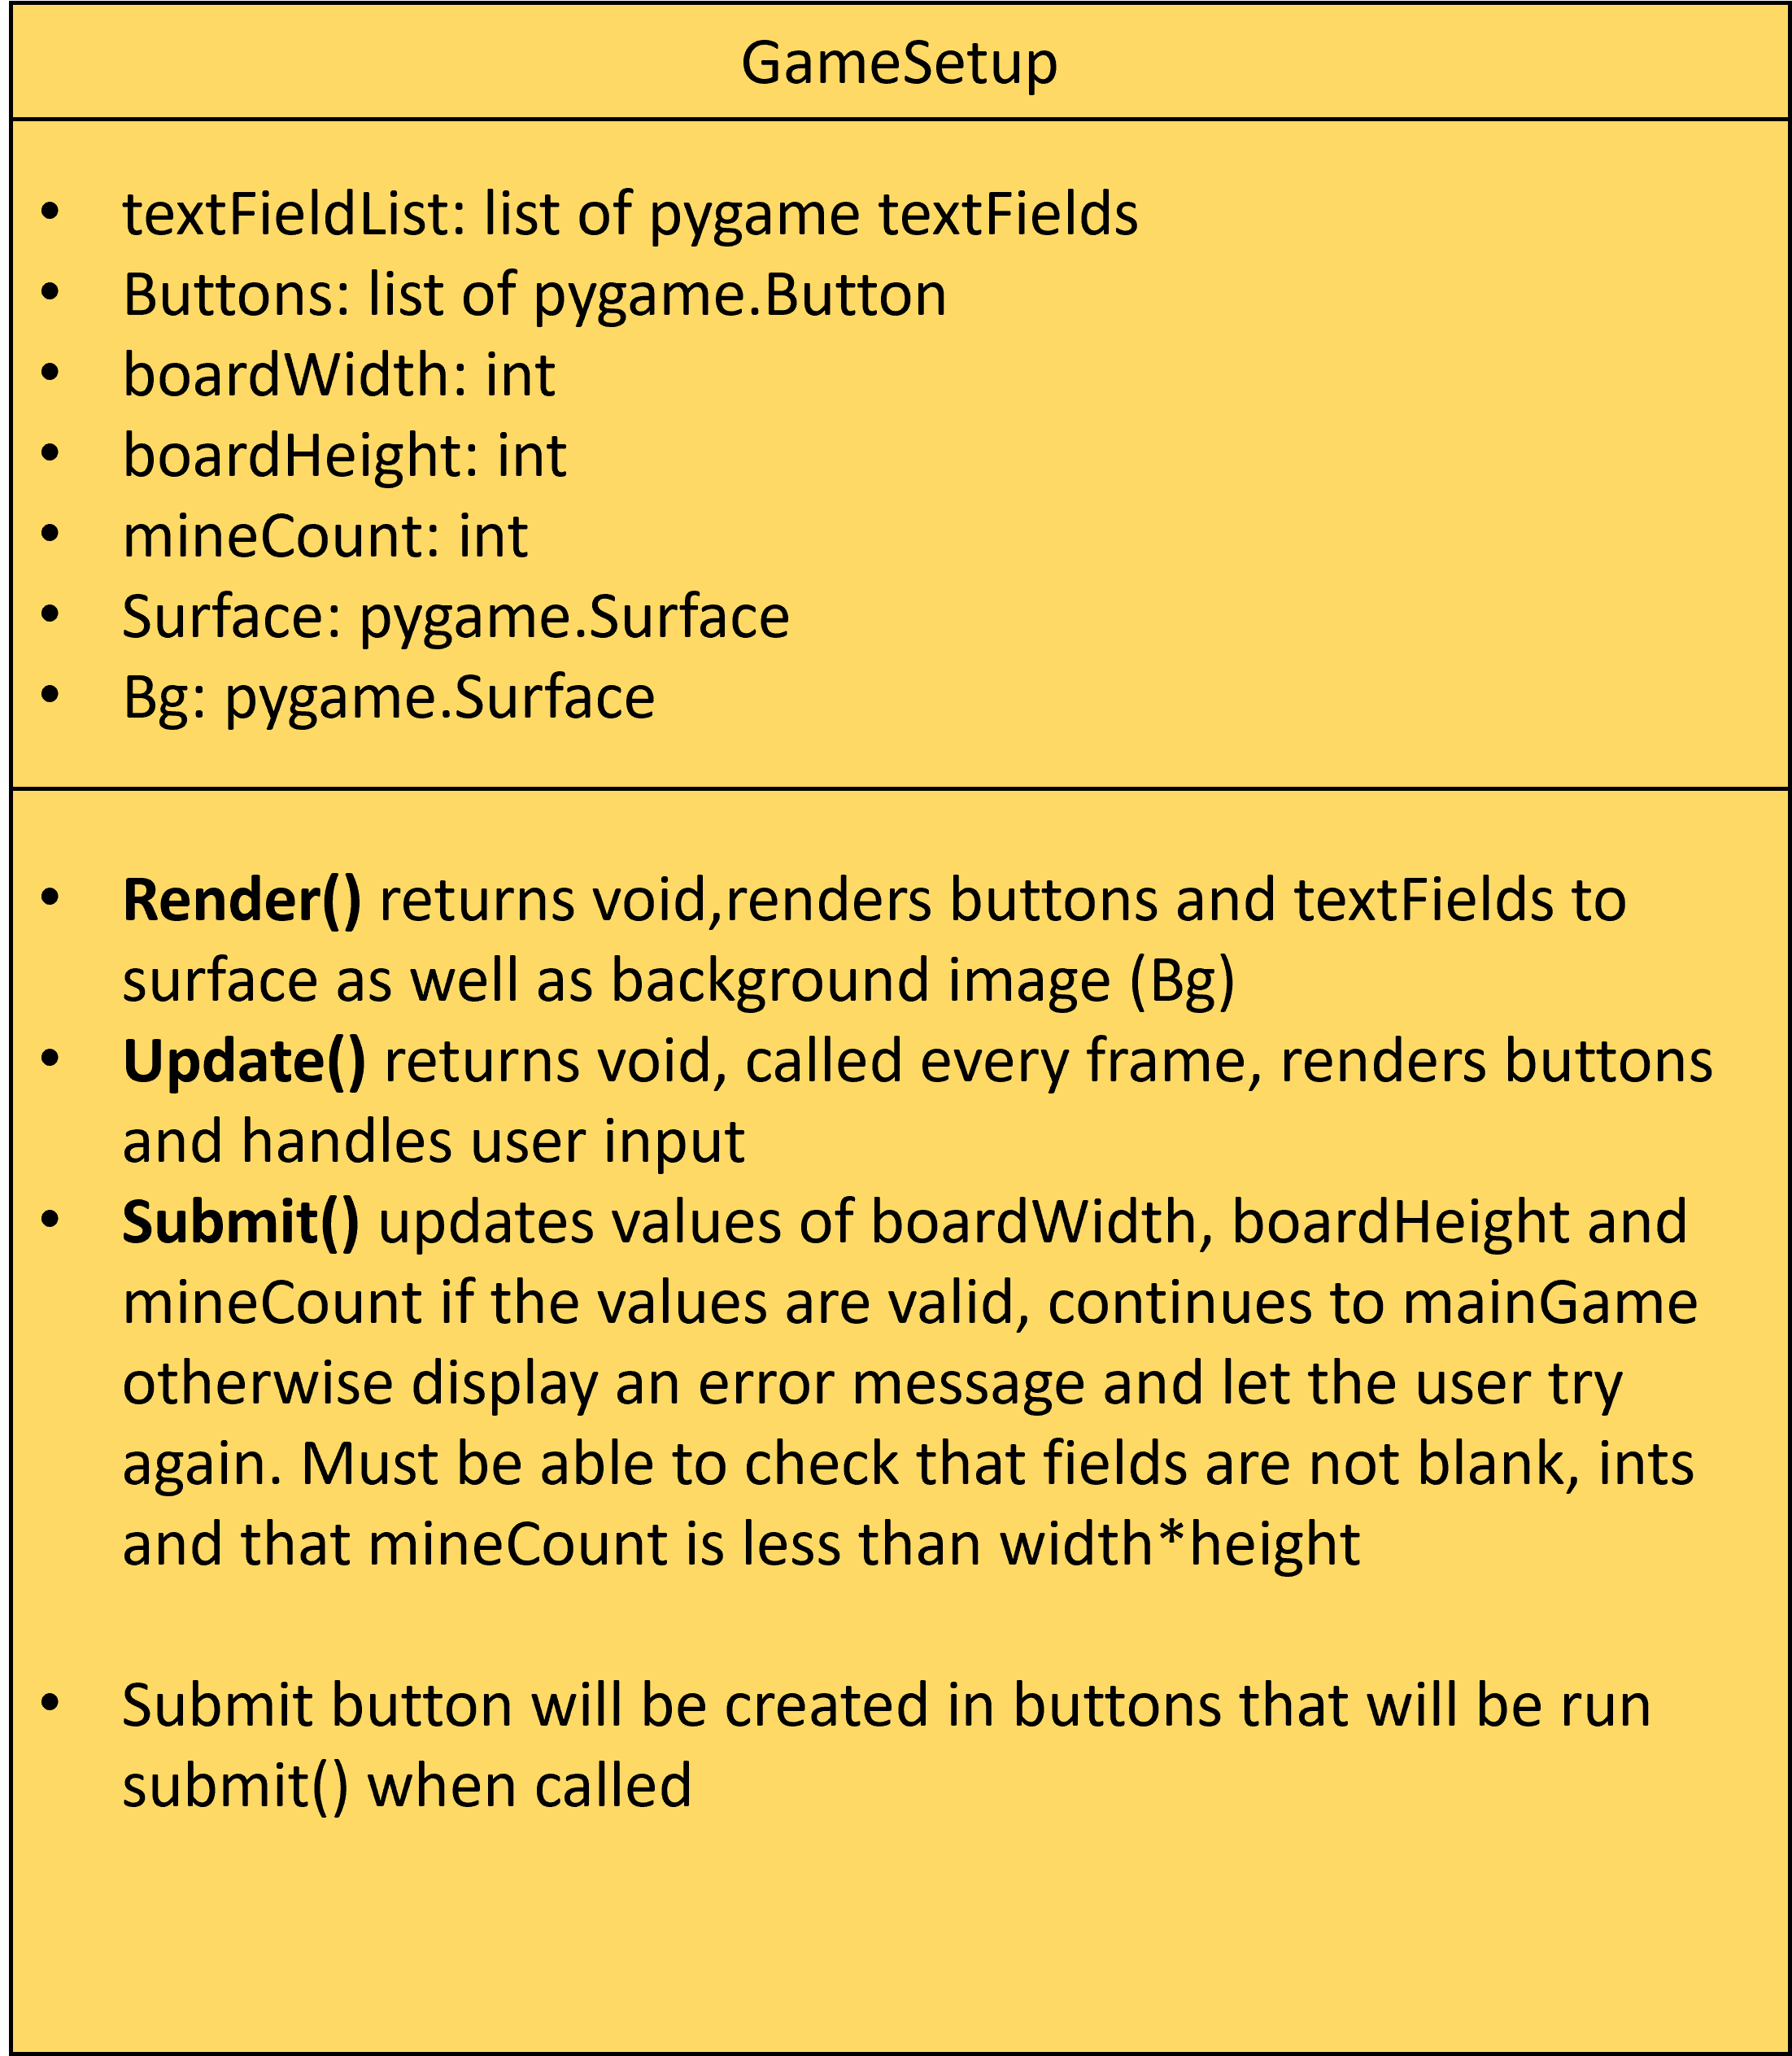 GameSetup
• textFieldList: list of pygame textFields
• Buttons: list of pygame.Button
• boardWidth: int
• boardHeight: int
• mineCount: int
• Surface: pygame.Surface
• Bg: pygame.Surface
• Render() returns void,renders buttons and textFields to
surface as well as background image (Bg)
• Update() returns void, called every frame, renders buttons
and handles user input
• Submit() updates values of boardWidth, boardHeight and
mineCount if the values are valid, continues to mainGame
otherwise display an error message and let the user try
again. Must be able to check that fields are not blank, ints
and that mineCount is less than width*height
• Submit button will be created in buttons that will be run
submit() when called